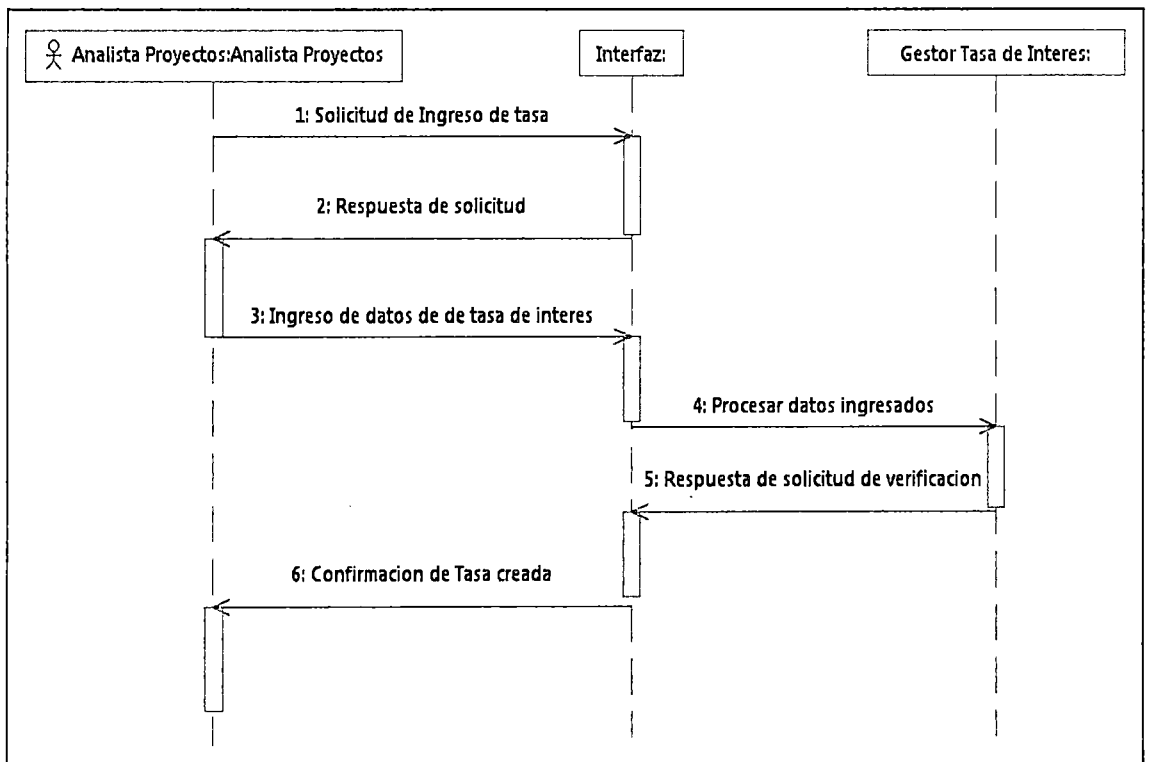 Analista Proyectos:Analista Proyectos
Interfaz:
Gestor Tasa de Interes:
1: Solicitud de Ingreso de tasa
2: Respuesta de solicitud
3: Ingreso de datos de de tasa de interes
4: Procesar datos ingresados
5: Respuesta de solicitud de verificacion
6: Confirmacion de Tasa creada